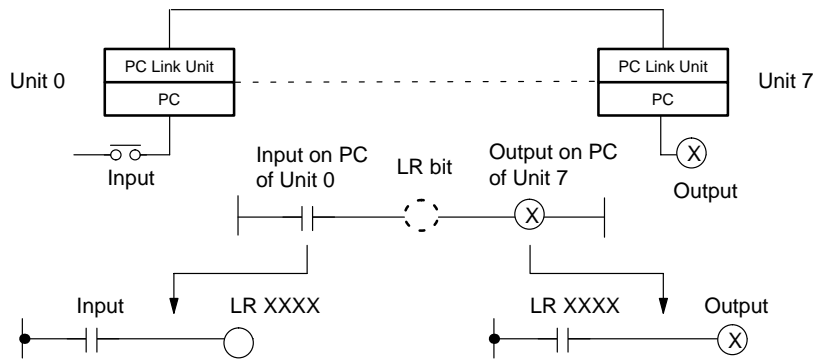 PC Link Unit
PC Link Unit
Unit 0
Unit 7
PC
PC
X
Input
Output
Input on PC
of Unit 0
LR bit
Output on PC
of Unit 7
X
Input
LR XXXX
LR XXXX
Output
X